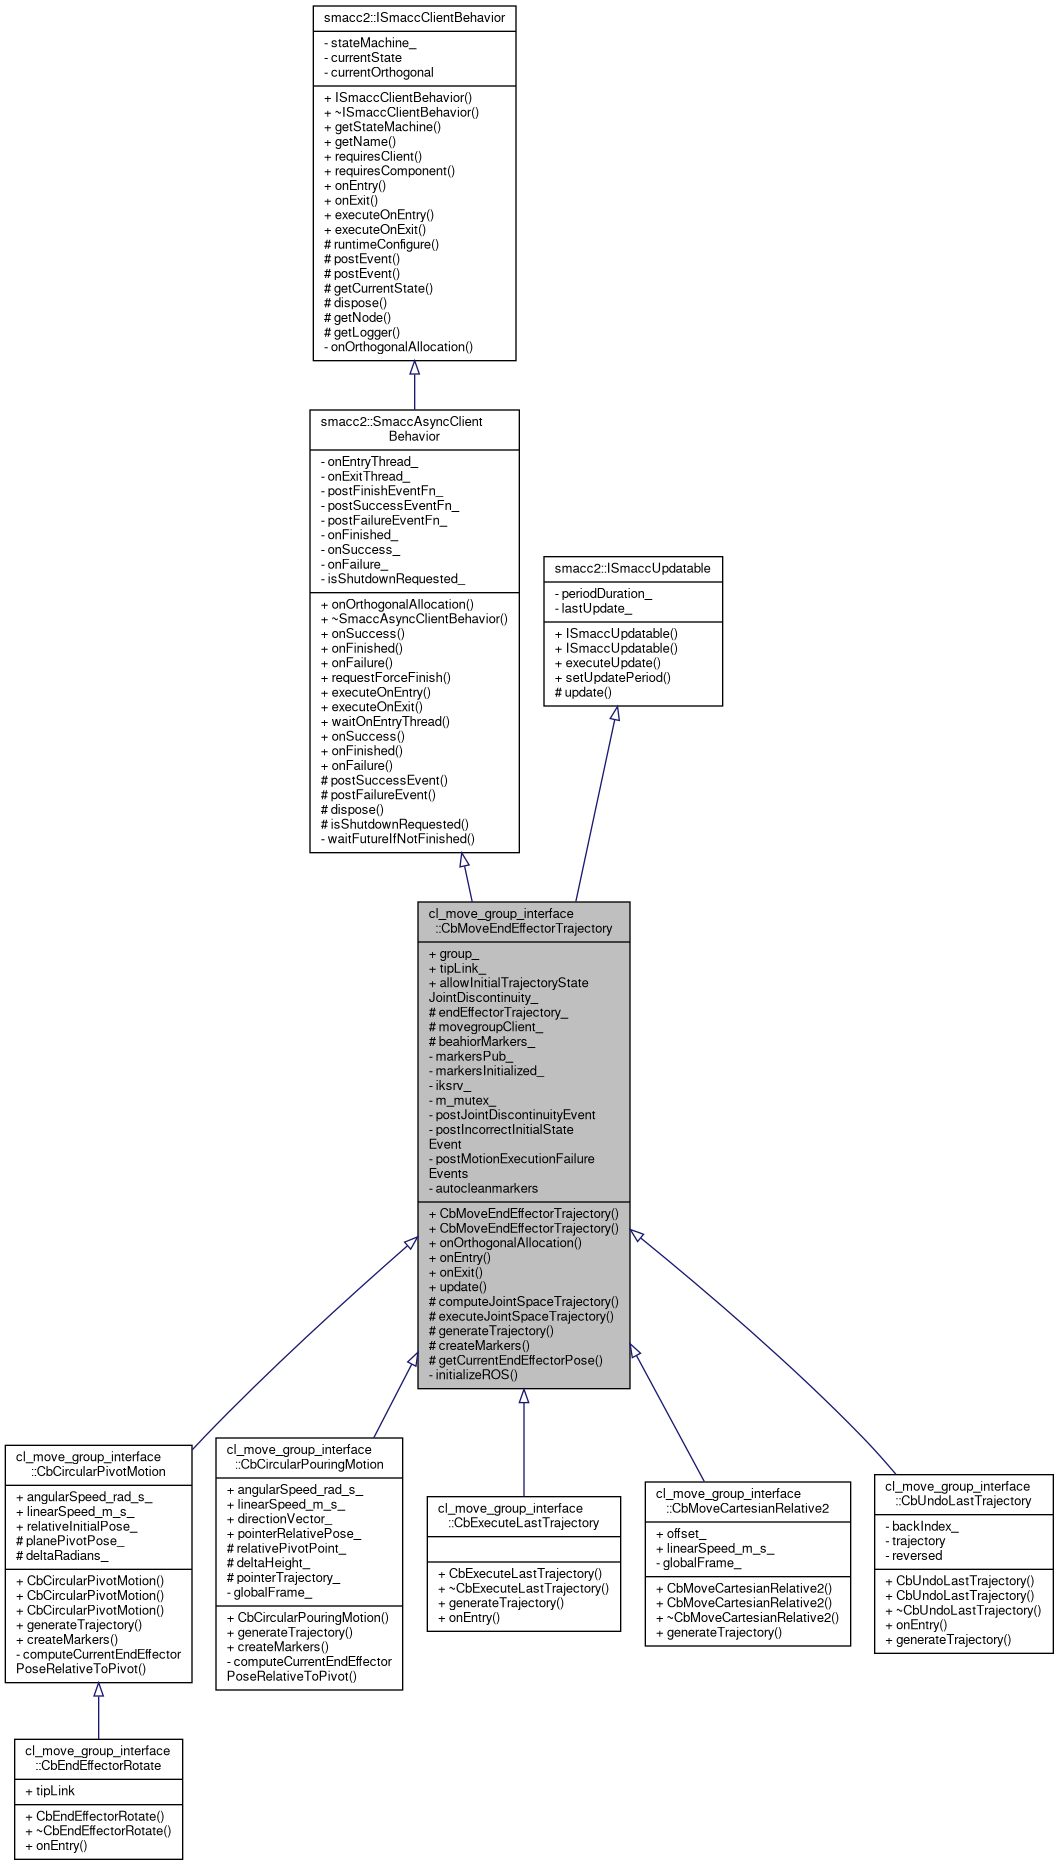 smacc2::ISmaccClientBehavior
- stateMachine_
- currentState
- currentOrthogonal
+ ISmaccClientBehavior()
+ ~ISmaccClientBehavior()
+ getStateMachine()
+ getName()
+ requiresClient()
+ requiresComponent()
+ onEntry()
+ onExit()
+ executeOnEntry()
+ executeOnExit()
# runtimeConfigure()
# postEvent()
# postEvent()
# getCurrentState()
# dispose()
# getNode()
# getLogger()
- onOrthogonalAllocation()
smacc2::SmaccAsyncClient
Behavior
- onEntryThread_
- onExitThread_
- postFinishEventFn_
- postSuccessEventFn_
- postFailureEventFn_
- onFinished_
- onSuccess_
- onFailure_
- isShutdownRequested_
+ onOrthogonalAllocation()
+ ~SmaccAsyncClientBehavior()
+ onSuccess()
+ onFinished()
+ onFailure()
+ requestForceFinish()
+ executeOnEntry()
+ executeOnExit()
+ waitOnEntryThread()
+ onSuccess()
+ onFinished()
+ onFailure()
# postSuccessEvent()
# postFailureEvent()
# dispose()
# isShutdownRequested()
- waitFutureIfNotFinished()
smacc2::ISmaccUpdatable
- periodDuration_
- lastUpdate_
+ ISmaccUpdatable()
+ ISmaccUpdatable()
+ executeUpdate()
+ setUpdatePeriod()
# update()
cl_move_group_interface
::CbMoveEndEffectorTrajectory
+ group_
+ tipLink_
+ allowInitialTrajectoryState
JointDiscontinuity_
# endEffectorTrajectory_
# movegroupClient_
# beahiorMarkers_
- markersPub_
- markersInitialized_
- iksrv_
- m_mutex_
- postJointDiscontinuityEvent
- postIncorrectInitialState
Event
- postMotionExecutionFailure
Events
- autocleanmarkers
+ CbMoveEndEffectorTrajectory()
+ CbMoveEndEffectorTrajectory()
+ onOrthogonalAllocation()
+ onEntry()
+ onExit()
+ update()
# computeJointSpaceTrajectory()
# executeJointSpaceTrajectory()
# generateTrajectory()
# createMarkers()
# getCurrentEndEffectorPose()
- initializeROS()
cl_move_group_interface
::CbCircularPivotMotion
+ angularSpeed_rad_s_
+ linearSpeed_m_s_
+ relativeInitialPose_
# planePivotPose_
# deltaRadians_
+ CbCircularPivotMotion()
+ CbCircularPivotMotion()
+ CbCircularPivotMotion()
+ generateTrajectory()
+ createMarkers()
- computeCurrentEndEffector
PoseRelativeToPivot()
cl_move_group_interface
::CbCircularPouringMotion
+ angularSpeed_rad_s_
+ linearSpeed_m_s_
+ directionVector_
+ pointerRelativePose_
# relativePivotPoint_
# deltaHeight_
# pointerTrajectory_
- globalFrame_
+ CbCircularPouringMotion()
+ generateTrajectory()
+ createMarkers()
- computeCurrentEndEffector
PoseRelativeToPivot()
cl_move_group_interface
::CbExecuteLastTrajectory
+ CbExecuteLastTrajectory()
+ ~CbExecuteLastTrajectory()
+ generateTrajectory()
+ onEntry()
cl_move_group_interface
::CbMoveCartesianRelative2
+ offset_
+ linearSpeed_m_s_
- globalFrame_
+ CbMoveCartesianRelative2()
+ CbMoveCartesianRelative2()
+ ~CbMoveCartesianRelative2()
+ generateTrajectory()
cl_move_group_interface
::CbUndoLastTrajectory
- backIndex_
- trajectory
- reversed
+ CbUndoLastTrajectory()
+ CbUndoLastTrajectory()
+ ~CbUndoLastTrajectory()
+ onEntry()
+ generateTrajectory()
cl_move_group_interface
::CbEndEffectorRotate
+ tipLink
+ CbEndEffectorRotate()
+ ~CbEndEffectorRotate()
+ onEntry()